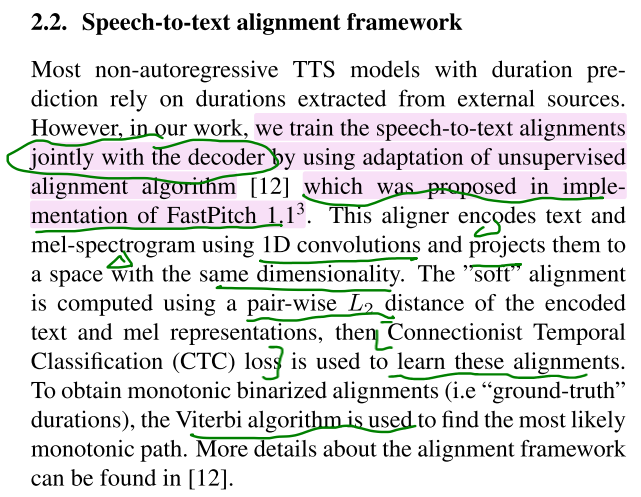 2.2. Speech-to-text alignment framework
Most non-autoregressive TTS models with duration pre-
diction rely on durations extracted from external sources.
However, in our work, we train the speech-to-text alignments
jointly with the decoder by using adaptation of unsupervised
alignment algorithm [12] which was proposed in imple-
mentation of FastPitch 1.1³. This aligner encodes text and
mel-spectrogram using 1D convolutions and projects them to
a space with the same dimensionality. The ”soft” alignment
is computed using a pair-wise L₂ distance of the encoded
text and mel representations, then Connectionist Temporal
Classification (CTC) loss is used to learn these alignments.
To obtain monotonic binarized alignments (i.e “ground-truth”
durations), the Viterbi algorithm is used to find the most likely
monotonic path. More details about the alignment framework
can be found in [12].